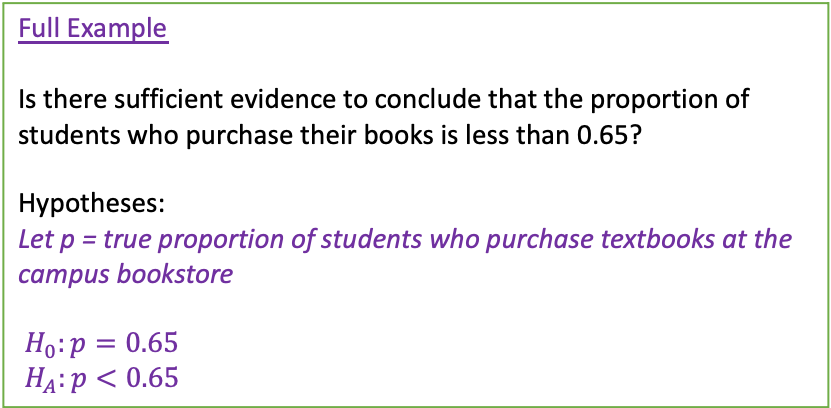 Full Example
Is there sufficient evidence to conclude that the proportion of
students who purchase their books is less than 0.65?
Hypotheses:
Let p = true proportion of students who purchase textbooks at the
campus bookstore
H₀: p = 0.65
H_A: p < 0.65